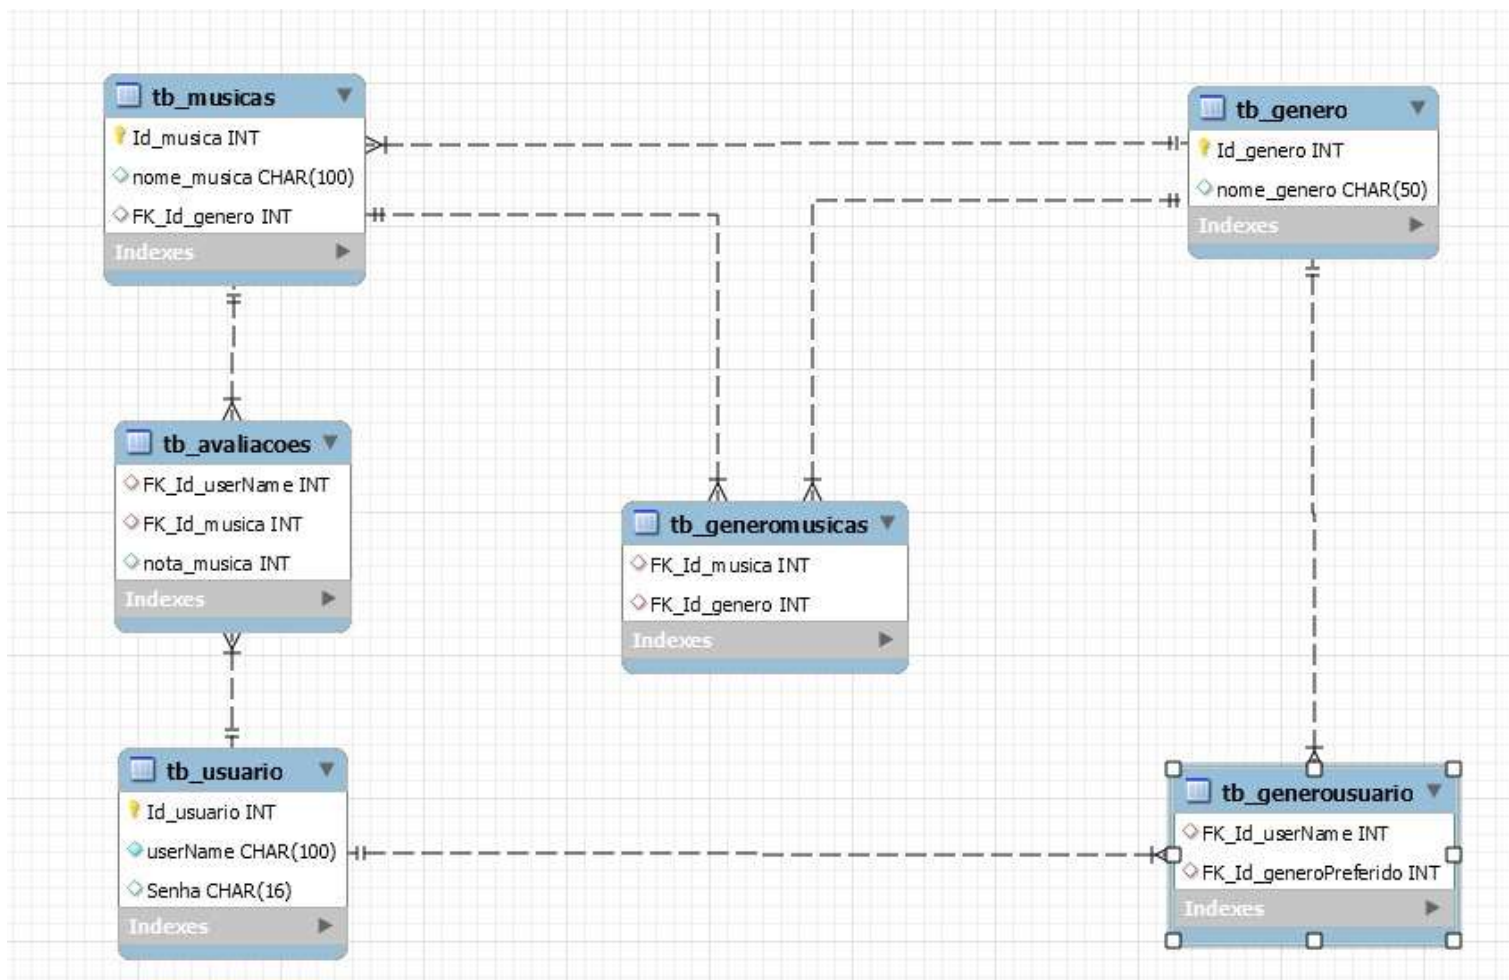 tb_musicas
Id_musica INT
nome_musica CHAR(100)
FK_Id_genero INT
Indexes
tb_genero
Id_genero INT
nome_genero CHAR(50)
Indexes
tb_avaliacoes
FK_Id_userName INT
FK_Id_musica INT
nota_musica INT
Indexes
tb_generomusicas
FK_Id_musica INT
FK_Id_genero INT
Indexes
tb_usuario
Id_usuario INT
userName CHAR(100)
Senha CHAR(16)
Indexes
tb_generousuario
FK_Id_userName INT
FK_Id_generoPreferido INT
Indexes